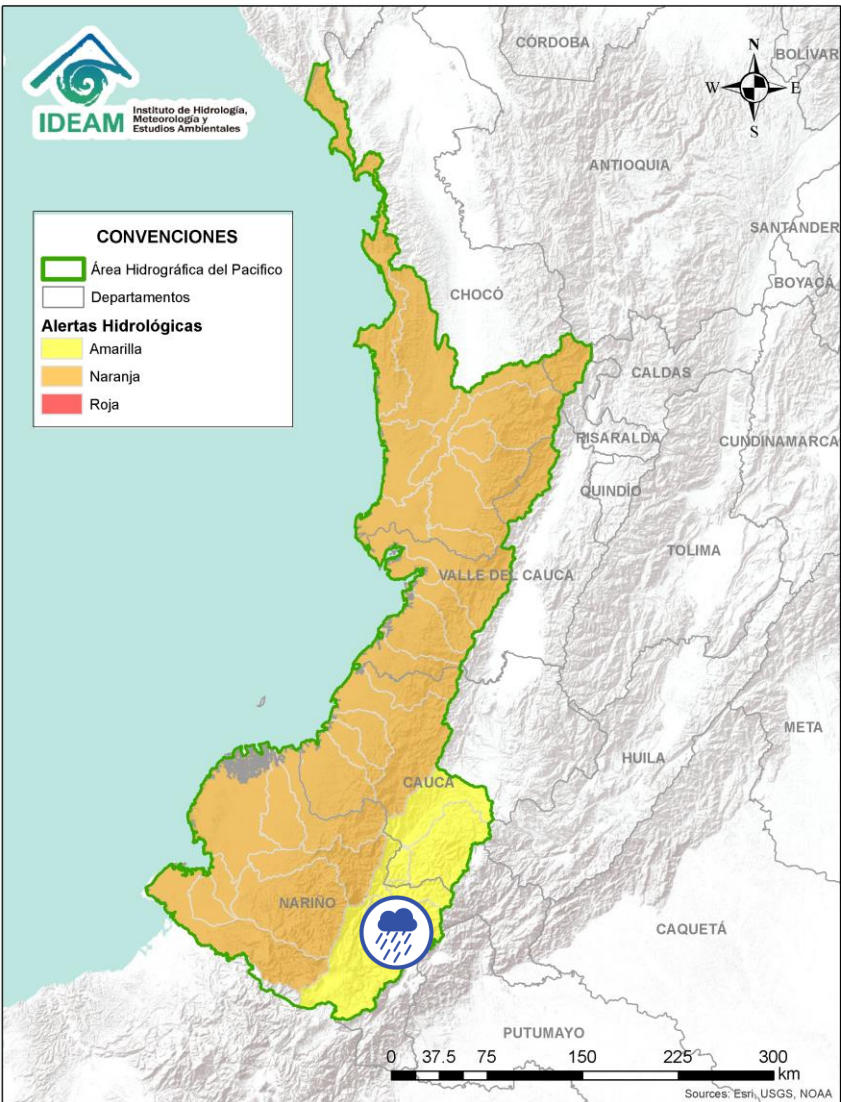 IDEAM
Instituto de Hidrología,
Meteorología y
Estudios Ambientales
N
W E
S
CÓRDOBA
BOLIVAR
ANTIOQUIA
SANTANDER
BOYACÁ
CHOCÓ
CONVENCIONES
Área Hidrográfica del Pacifico
Departamentos
Alertas Hidrológicas
Amarilla
Naranja
Roja
CALDAS
RISARALDA
CUNDINAMARCA
QUINDÍO
TOLIMA
VALLE DEL CAUCA
META
HUILA
CAUCA
NARIÑO
CAQUETÁ
PUTUMAYO
0 37.5 75 150 225 300
km
Sources: Esri, USGS, NOAA